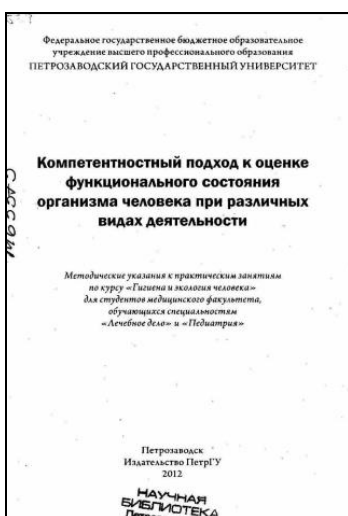 Федеральное государственное бюджетное образовательное
учреждение высшего профессионального образования
ПЕТРОЗАВОДСКИЙ ГОСУДАРСТВЕННЫЙ УНИВЕРСИТЕТ
Компетентностный подход к оценке
функционального состояния
организма человека при различных
видах деятельности
Методические указания к практическим занятиям
по курсу «Гигиена и экология человека»
для студентов медицинского факультета,
обучающихся специальностям
«Лечебное дело» и «Педиатрия»
Петрозаводск
Издательство ПетрГУ
2012
НАУЧНАЯ
БИБЛИОТЕКА